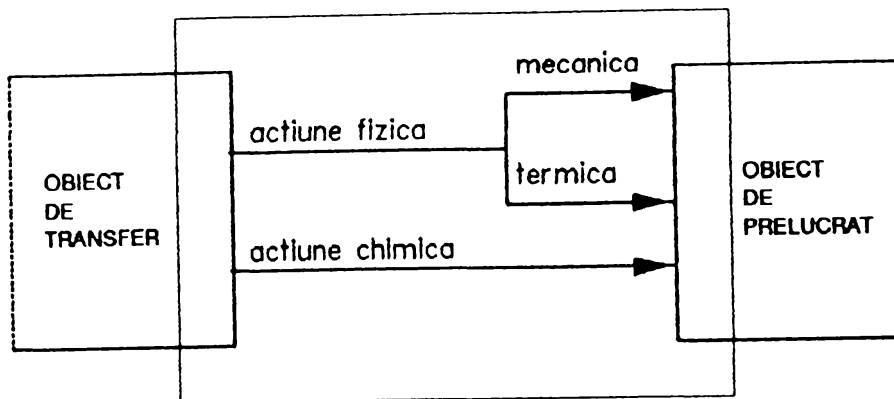 mecanica
actiune fizica
termica
OBIECT
DE
TRANSFER
OBIECT
DE
PRELUCRAT
actiune chimica